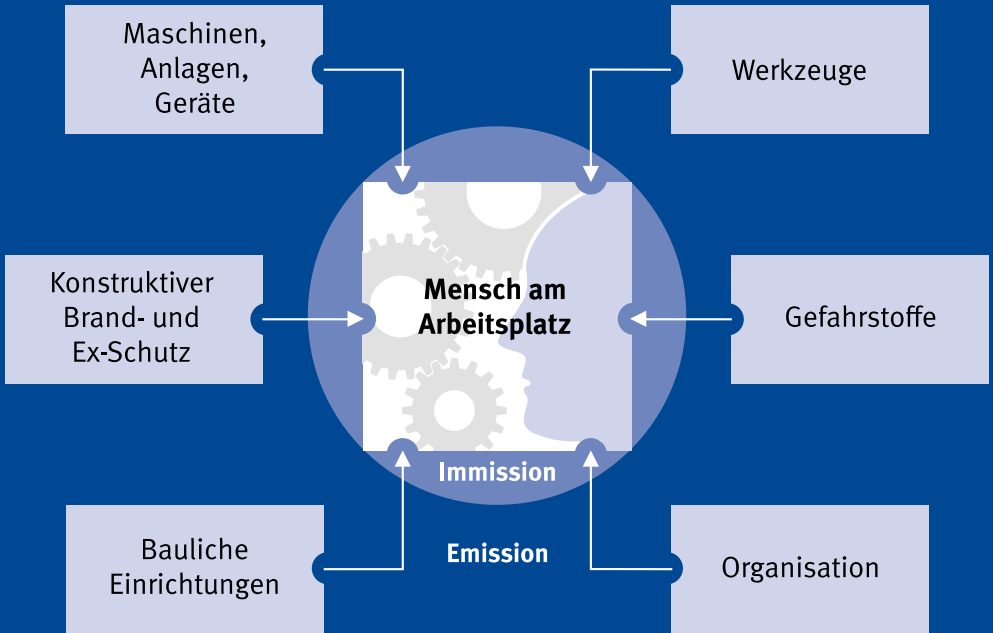 Maschinen,
Anlagen,
Geräte
Werkzeuge
Konstruktiver
Brand- und
Ex-Schutz
Mensch am
Arbeitsplatz
Gefahrstoffe
Immission
Emission
Bauliche
Einrichtungen
Organisation